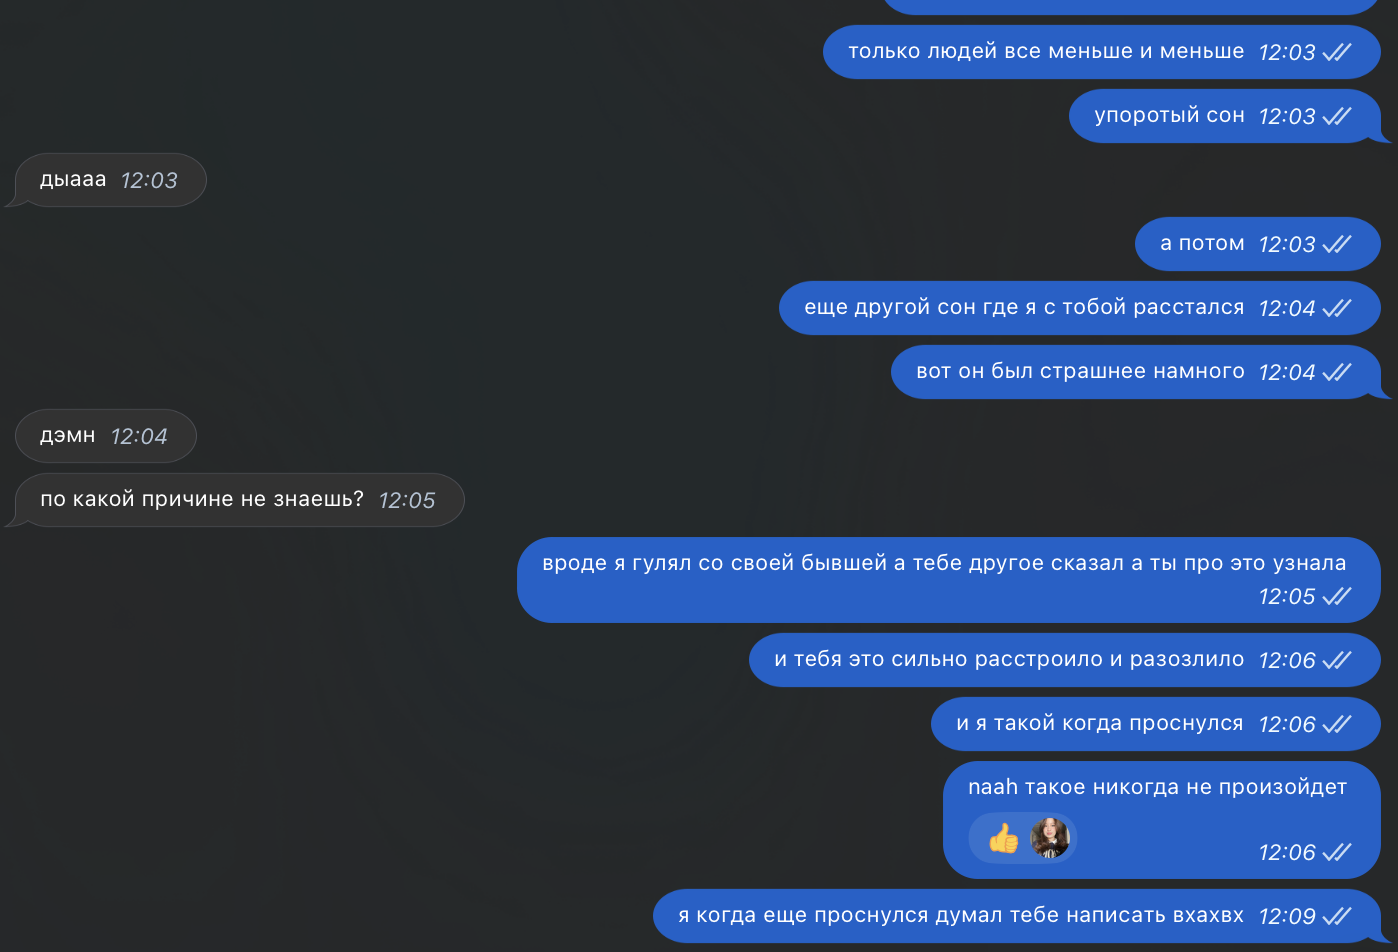 только людей все меньше и меньше 12:03
упоротый сон 12:03
дыааа 12:03
а потом 12:03
еще другой сон где я с тобой расстался 12:04
вот он был страшнее намного 12:04
дэмн 12:04
по какой причине не знаешь? 12:05
вроде я гулял со своей бывшей а тебе другое сказал а ты про это узнала
12:05
и тебя это сильно расстроило и разозлило 12:06
и я такой когда проснулся 12:06
naah такое никогда не произойдет
12:06
я когда еще проснулся думал тебе написать вхахвх 12:09